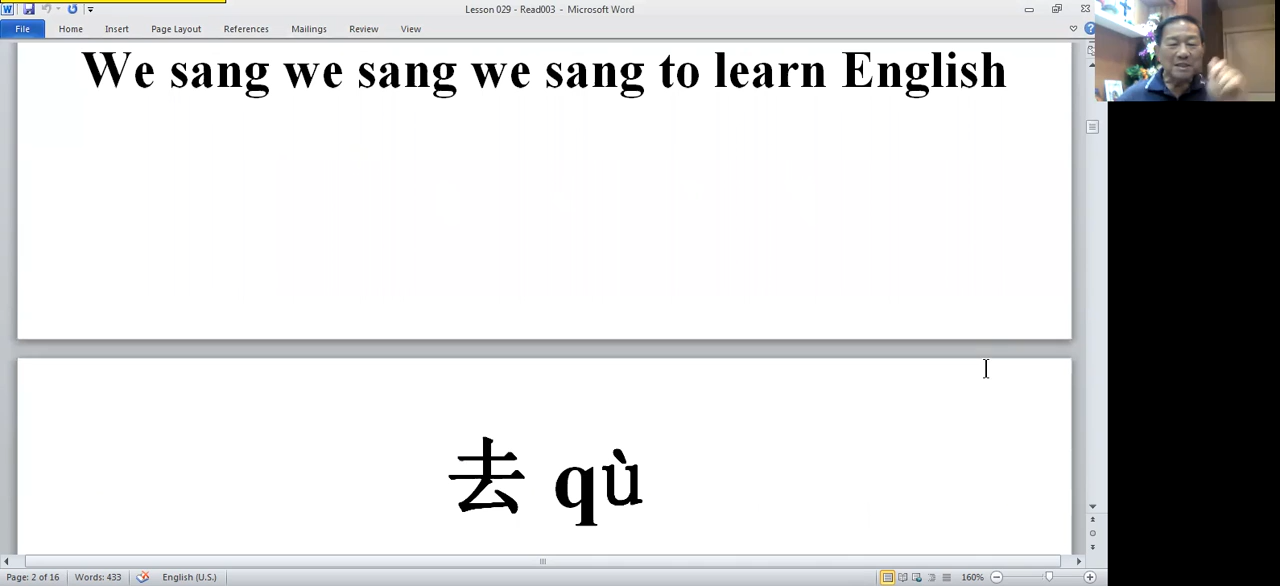 Lesson 029 - Read003 - Microsoft Word
File Home Insert Page Layout References Mailings Review View
We sang we sang we sang to learn English
去 qù
Page: 2 of 16 Words: 433 English (U.S.) 160%